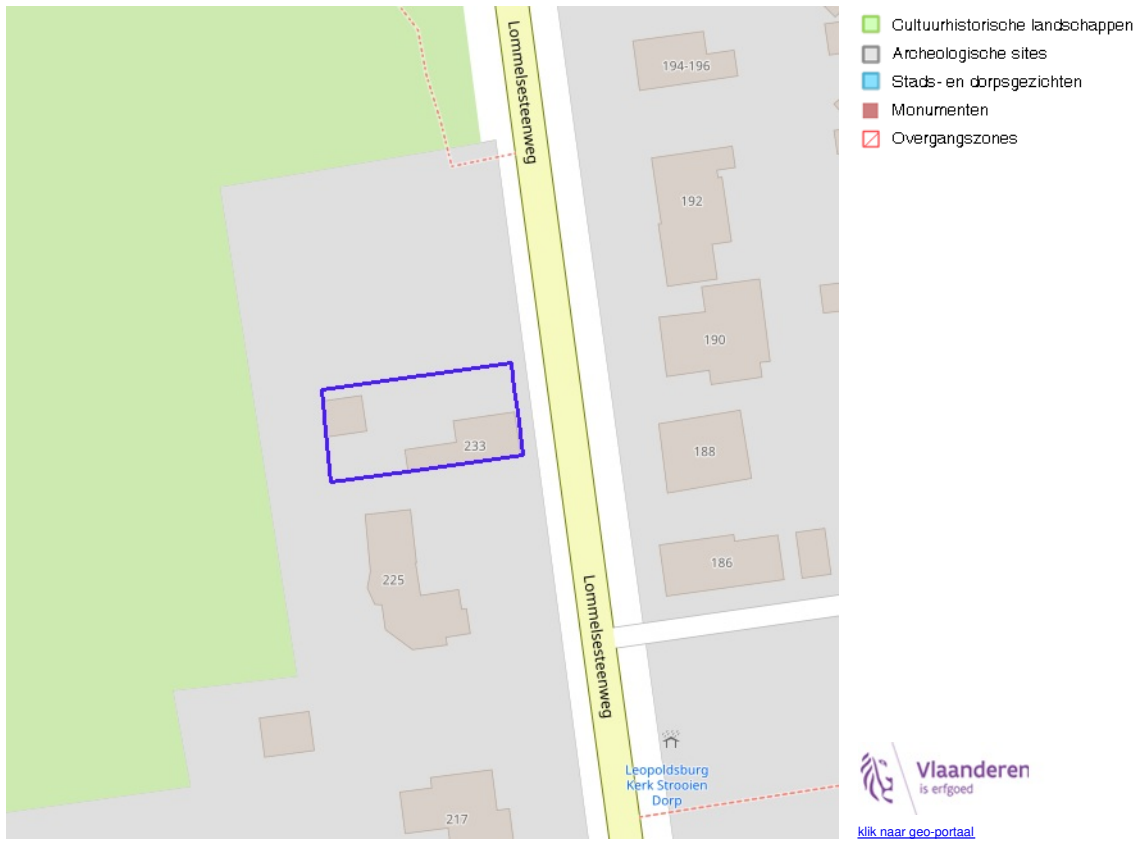 Lommelsesteenweg
194-196
192
190
233
188
225
186
Lommelsesteenweg
Leopoldsburg
Kerk Strooien
Dorp
217
Cultuurhistorische landschappen
Archeologische sites
Stads- en dorpsgezichten
Monumenten
Overgangszones
Vlaanderen
is erfgoed
klik naar geo-portaal